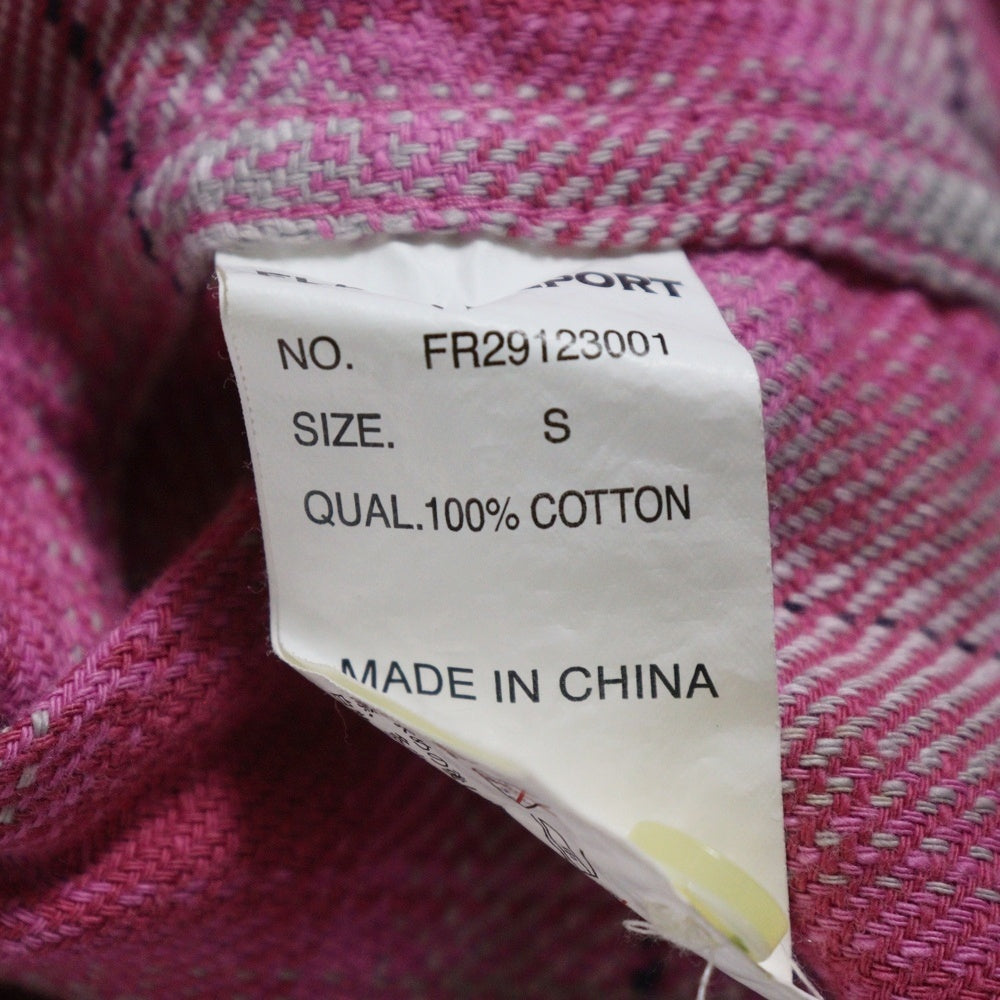 NO. FR29123001
SIZE. S
QUAL.100% COTTON
MADE IN CHINA